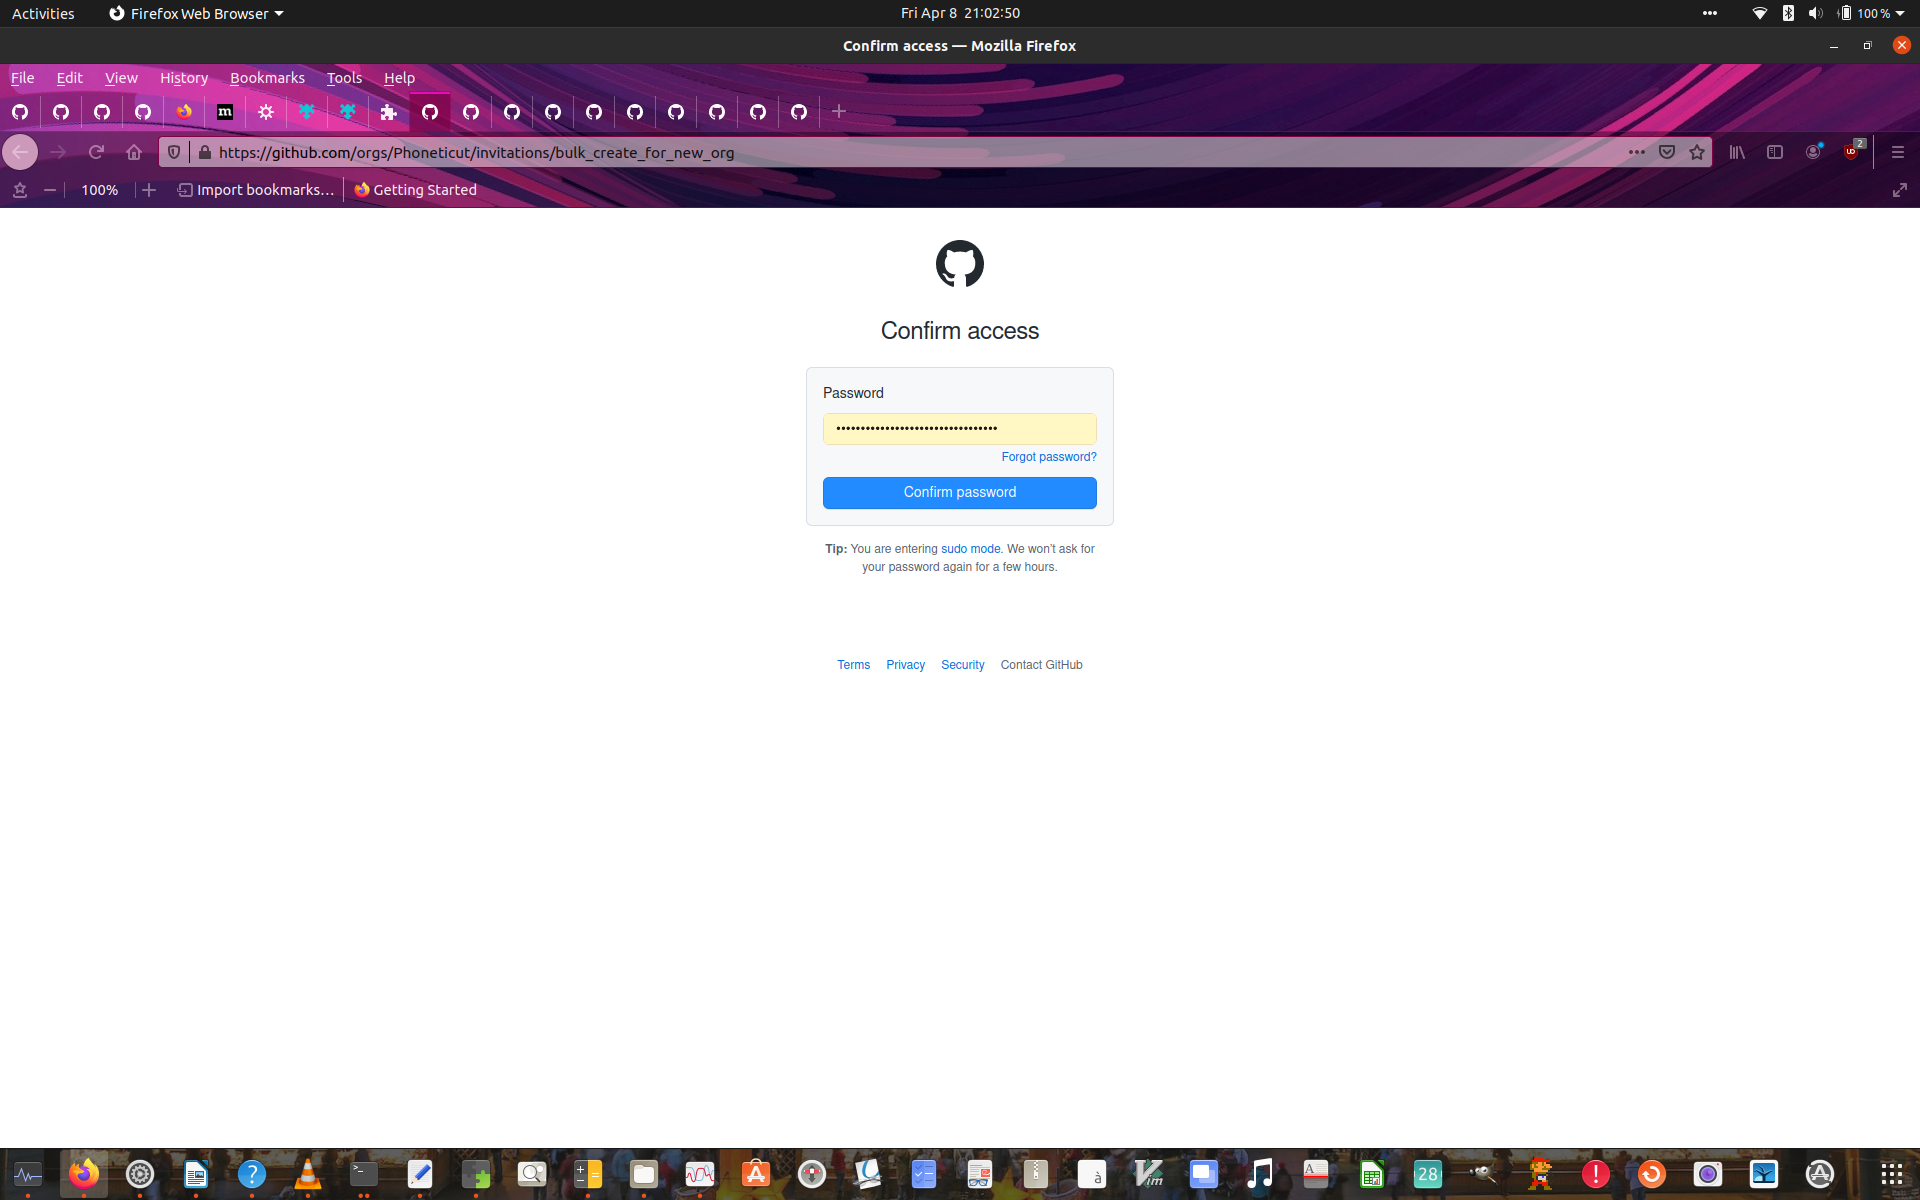 Activities
Firefox Web Browser
Fri Apr 8 21:02:50
100 %
Confirm access — Mozilla Firefox
File Edit View History Bookmarks Tools Help
m
https://github.com/orgs/Phoneticut/invitations/bulk_create_for_new_org
2
100%
Import bookmarks…
Getting Started
Confirm access
Password
••••••••••••••••••••••••••••••••••
Forgot password?
Confirm password
Tip: You are entering sudo mode. We won't ask for
your password again for a few hours.
Terms Privacy Security Contact GitHub
28